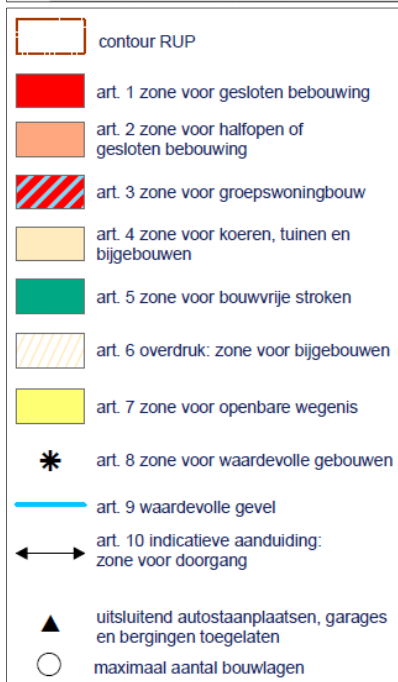 contour RUP
art. 1 zone voor gesloten bebouwing
art. 2 zone voor halfopen of
gesloten bebouwing
art. 3 zone voor groepswoningbouw
art. 4 zone voor koeren, tuinen en
bijgebouwen
art. 5 zone voor bouwvrije stroken
art. 6 overdruk: zone voor bijgebouwen
art. 7 zone voor openbare wegenis
art. 8 zone voor waardevolle gebouwen
art. 9 waardevolle gevel
art. 10 indicatieve aanduiding:
zone voor doorgang
uitsluitend autostaanplaatsen, garages
en bergingen toegelaten
maximaal aantal bouwlagen